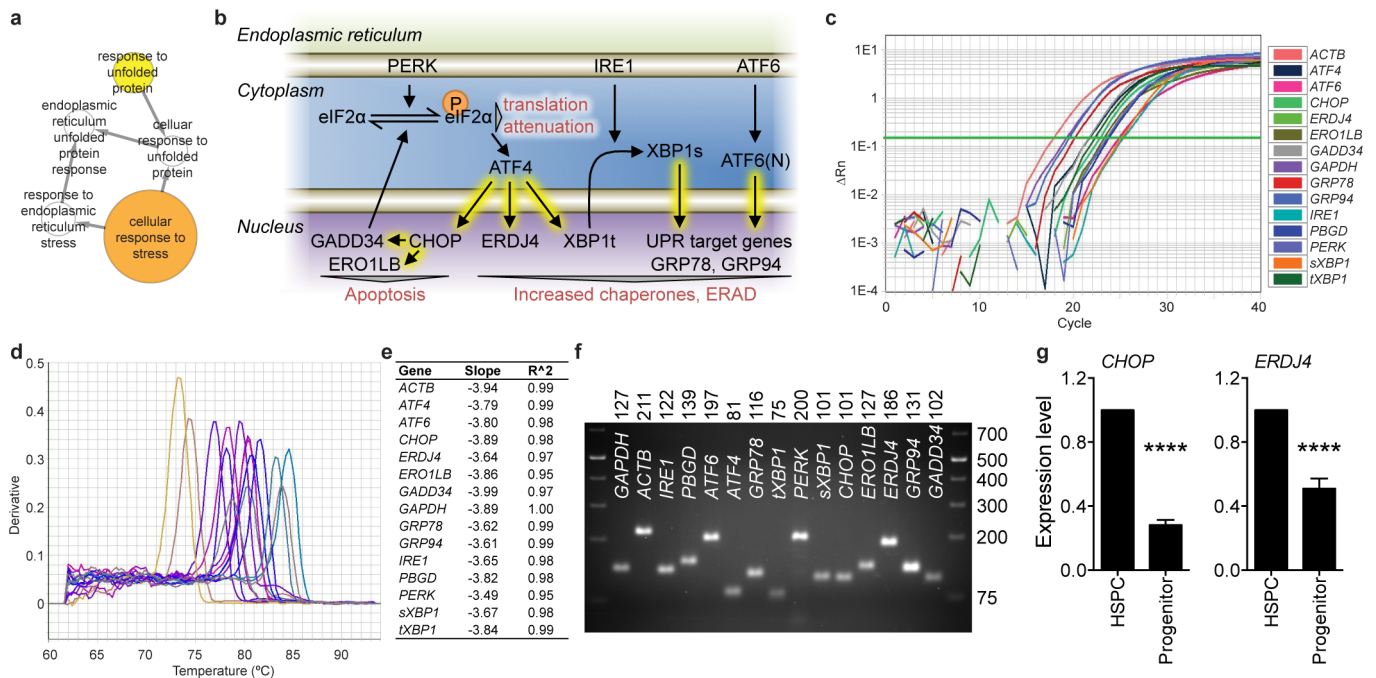 a
response to
unfolded
protein
endoplasmic
reticulum
unfolded
protein
response
cellular
response to
unfolded
protein
response to
endoplasmic
reticulum
stress
cellular
response to
stress
b
Endoplasmic reticulum
PERK IRE1 ATF6
Cytoplasm
P
eIF2α eIF2α
translation
attenuation
XBP1s
ATF6(N)
ATF4
Nucleus
GADD34 CHOP ERDJ4 XBP1t UPR target genes
ERO1LB GRP78, GRP94
Apoptosis Increased chaperones, ERAD
c
ΔRn
1E1
1
1E-1
1E-2
1E-3
1E-4
0 10 20 30 40
Cycle
ACTB
ATF4
ATF6
CHOP
ERDJ4
ERO1LB
GADD34
GAPDH
GRP78
GRP94
IRE1
PBGD
PERK
sXBP1
tXBP1
d
Derivative
0.5
0.4
0.3
0.2
0.1
0
60 65 70 75 80 85 90
Temperature (ºC)
e
Gene Slope R^2
ACTB -3.94 0.99
ATF4 -3.79 0.99
ATF6 -3.80 0.98
CHOP -3.89 0.98
ERDJ4 -3.64 0.97
ERO1LB -3.86 0.95
GADD34 -3.99 0.97
GAPDH -3.89 1.00
GRP78 -3.62 0.99
GRP94 -3.61 0.99
IRE1 -3.65 0.98
PBGD -3.82 0.98
PERK -3.49 0.95
sXBP1 -3.67 0.98
tXBP1 -3.84 0.99
f
127 211 122 139 197 81 116 75 200 101 101 127 186 131 102
GAPDH ACTB IRE1 PBGD ATF6 ATF4 GRP78 tXBP1 PERK sXBP1 CHOP ERO1LB ERDJ4 GRP94 GADD34
700
500
400
300
200
75
g
CHOP ERDJ4
Expression level
1.2 1.2
0.8 0.8
0.4 0.4
0.0 0.0
**** ****
HSPC Progenitor HSPC Progenitor